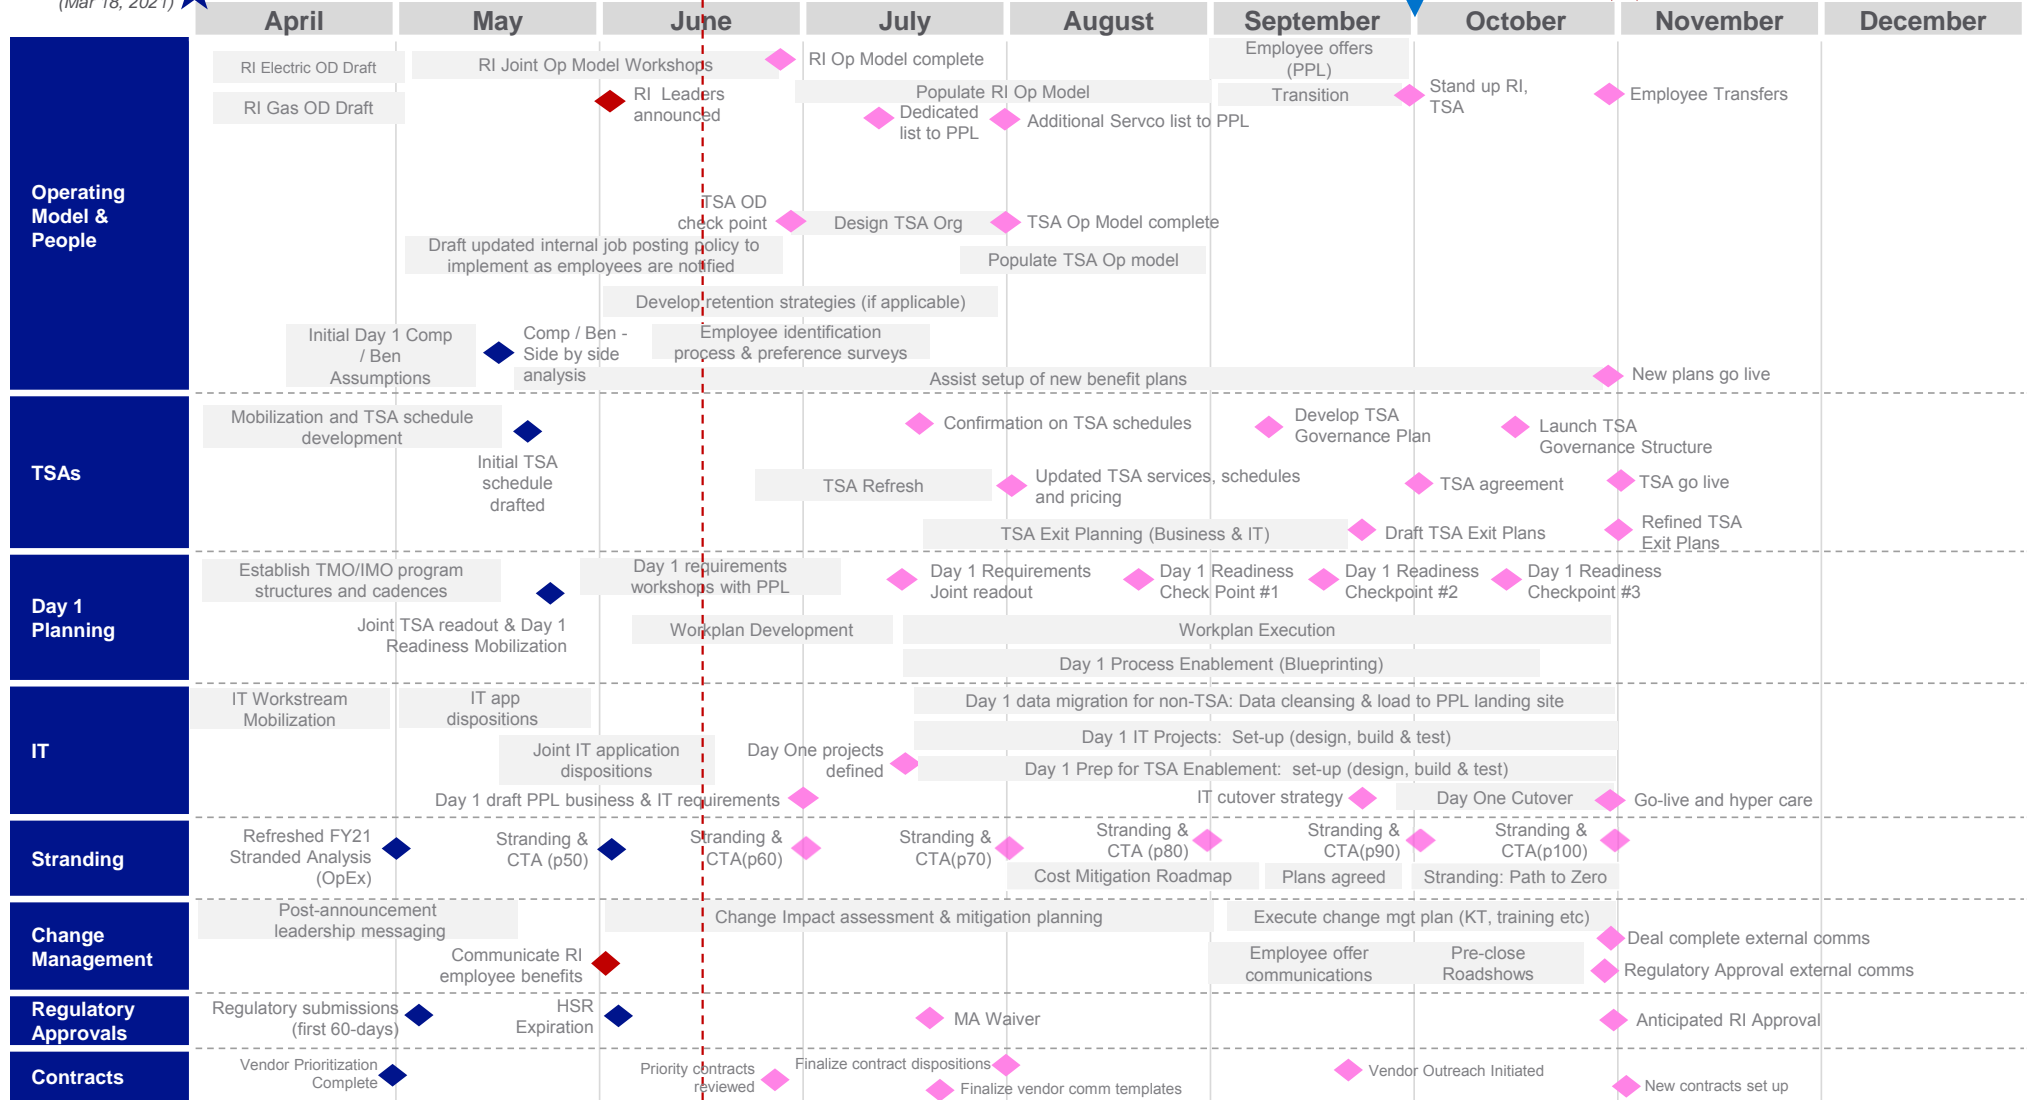 (Mar 18, 2021)
April
May
June
July
August
September
October
November
December
Operating
Model &
People
RI Electric OD Draft
RI Gas OD Draft
RI Joint Op Model Workshops
RI Op Model complete
RI  Leaders
announced
Populate RI Op Model
Dedicated
list to PPL
Additional Servco list to PPL
Employee offers
(PPL)
Transition
Stand up RI,
TSA
Employee Transfers
TSA OD
check point
Design TSA Org
TSA Op Model complete
Draft updated internal job posting policy to
implement as employees are notified
Populate TSA Op model
Develop retention strategies (if applicable)
Initial Day 1 Comp
/ Ben
Assumptions
Comp / Ben -
Side by side
analysis
Employee identification
process & preference surveys
Assist setup of new benefit plans
New plans go live
TSAs
Mobilization and TSA schedule
development
Initial TSA
schedule
drafted
Confirmation on TSA schedules
Develop TSA
Governance Plan
Launch TSA
Governance Structure
TSA Refresh
Updated TSA services, schedules
and pricing
TSA agreement
TSA go live
TSA Exit Planning (Business & IT)
Draft TSA Exit Plans
Refined TSA
Exit Plans
Day 1
Planning
Establish TMO/IMO program
structures and cadences
Joint TSA readout & Day 1
Readiness Mobilization
Day 1 requirements
workshops with PPL
Day 1 Requirements
Joint readout
Day 1 Readiness
Check Point #1
Day 1 Readiness
Checkpoint #2
Day 1 Readiness
Checkpoint #3
Workplan Development
Workplan Execution
Day 1 Process Enablement (Blueprinting)
IT
IT Workstream
Mobilization
IT app
dispositions
Day 1 data migration for non-TSA: Data cleansing & load to PPL landing site
Joint IT application
dispositions
Day One projects
defined
Day 1 IT Projects:  Set-up (design, build & test)
Day 1 Prep for TSA Enablement:  set-up (design, build & test)
Day 1 draft PPL business & IT requirements
IT cutover strategy
Day One Cutover
Go-live and hyper care
Stranding
Refreshed FY21
Stranded Analysis
(OpEx)
Stranding &
CTA (p50)
Stranding &
CTA(p60)
Stranding &
CTA(p70)
Stranding &
CTA (p80)
Stranding &
CTA(p90)
Stranding &
CTA(p100)
Cost Mitigation Roadmap
Plans agreed
Stranding: Path to Zero
Change
Management
Post-announcement
leadership messaging
Communicate RI
employee benefits
Change Impact assessment & mitigation planning
Execute change mgt plan (KT, training etc)
Employee offer
communications
Pre-close
Roadshows
Deal complete external comms
Regulatory Approval external comms
Regulatory
Approvals
Regulatory submissions
(first 60-days)
HSR
Expiration
MA Waiver
Anticipated RI Approval
Contracts
Vendor Prioritization
Complete
Priority contracts
reviewed
Finalize contract dispositions
Finalize vendor comm templates
Vendor Outreach Initiated
New contracts set up